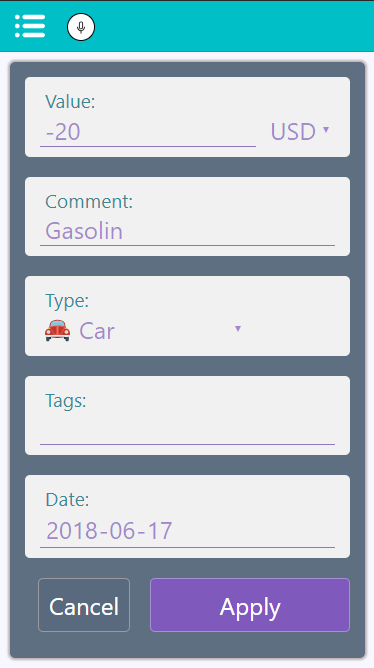 Value:
-20 USD
Comment:
Gasolin
Type:
Car
Tags:
Date:
2018-06-17
Cancel Apply